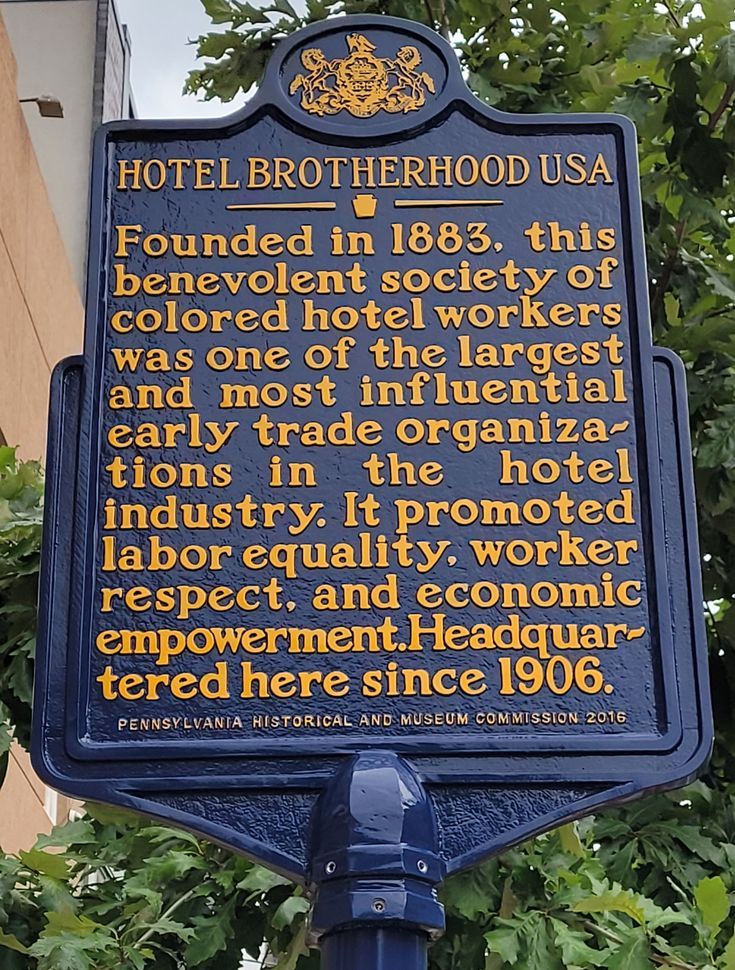 HOTEL BROTHERHOOD USA
Founded in 1883, this
benevolent society of
colored hotel workers
was one of the largest
and most influential
early trade organiza-
tions in the hotel
industry. It promoted
labor equality, worker
respect, and economic
empowerment. Headquar-
tered here since 1906.
PENNSYLVANIA HISTORICAL AND MUSEUM COMMISSION 2016